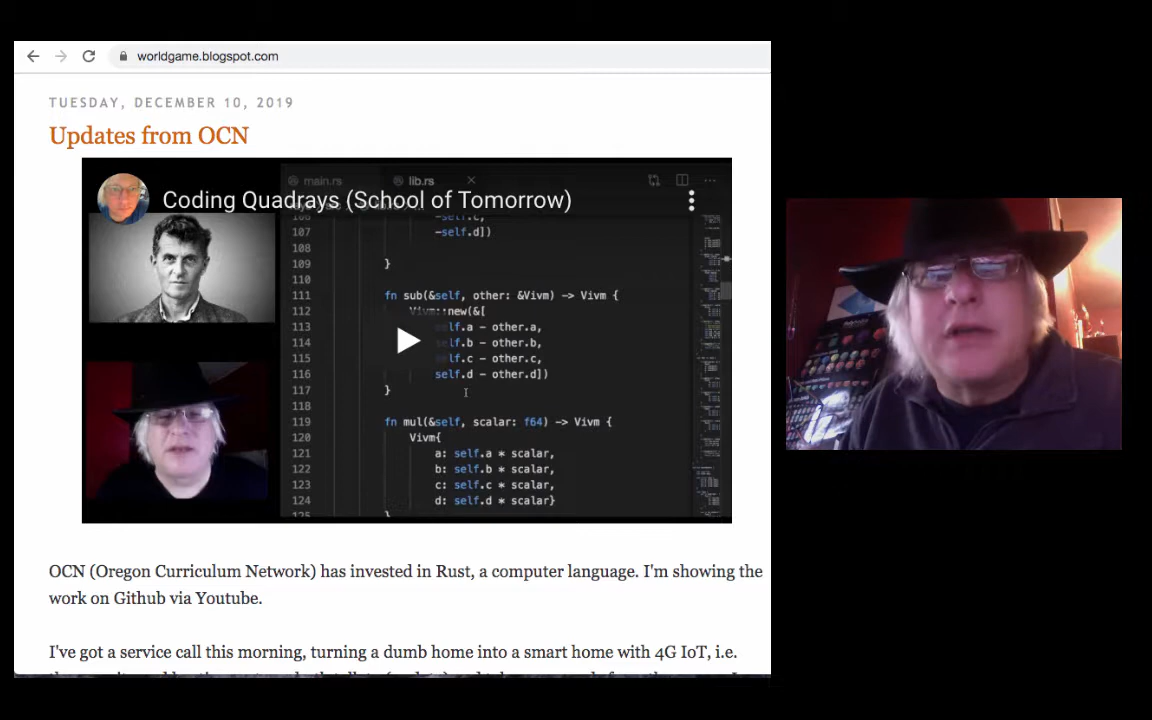 worldgame.blogspot.com
TUESDAY, DECEMBER 10, 2019
Updates from OCN
main.rs lib.rs
Coding Quadrays (School of Tomorrow)
-self.c,
107 -self.d])
108
109 }
110
111 fn sub(&self, other: &Vivm) -> Vivm {
112 Vivm::new(&[
113 self.a - other.a,
114 self.b - other.b,
115 self.c - other.c,
116 self.d - other.d])
117 }
118
119 fn mul(&self, scalar: f64) -> Vivm {
120 Vivm{
121 a: self.a * scalar,
122 b: self.b * scalar,
123 c: self.c * scalar,
124 d: self.d * scalar}
125 }
OCN (Oregon Curriculum Network) has invested in Rust, a computer language. I'm showing the
work on Github via Youtube.
I've got a service call this morning, turning a dumb home into a smart home with 4G IoT, i.e.